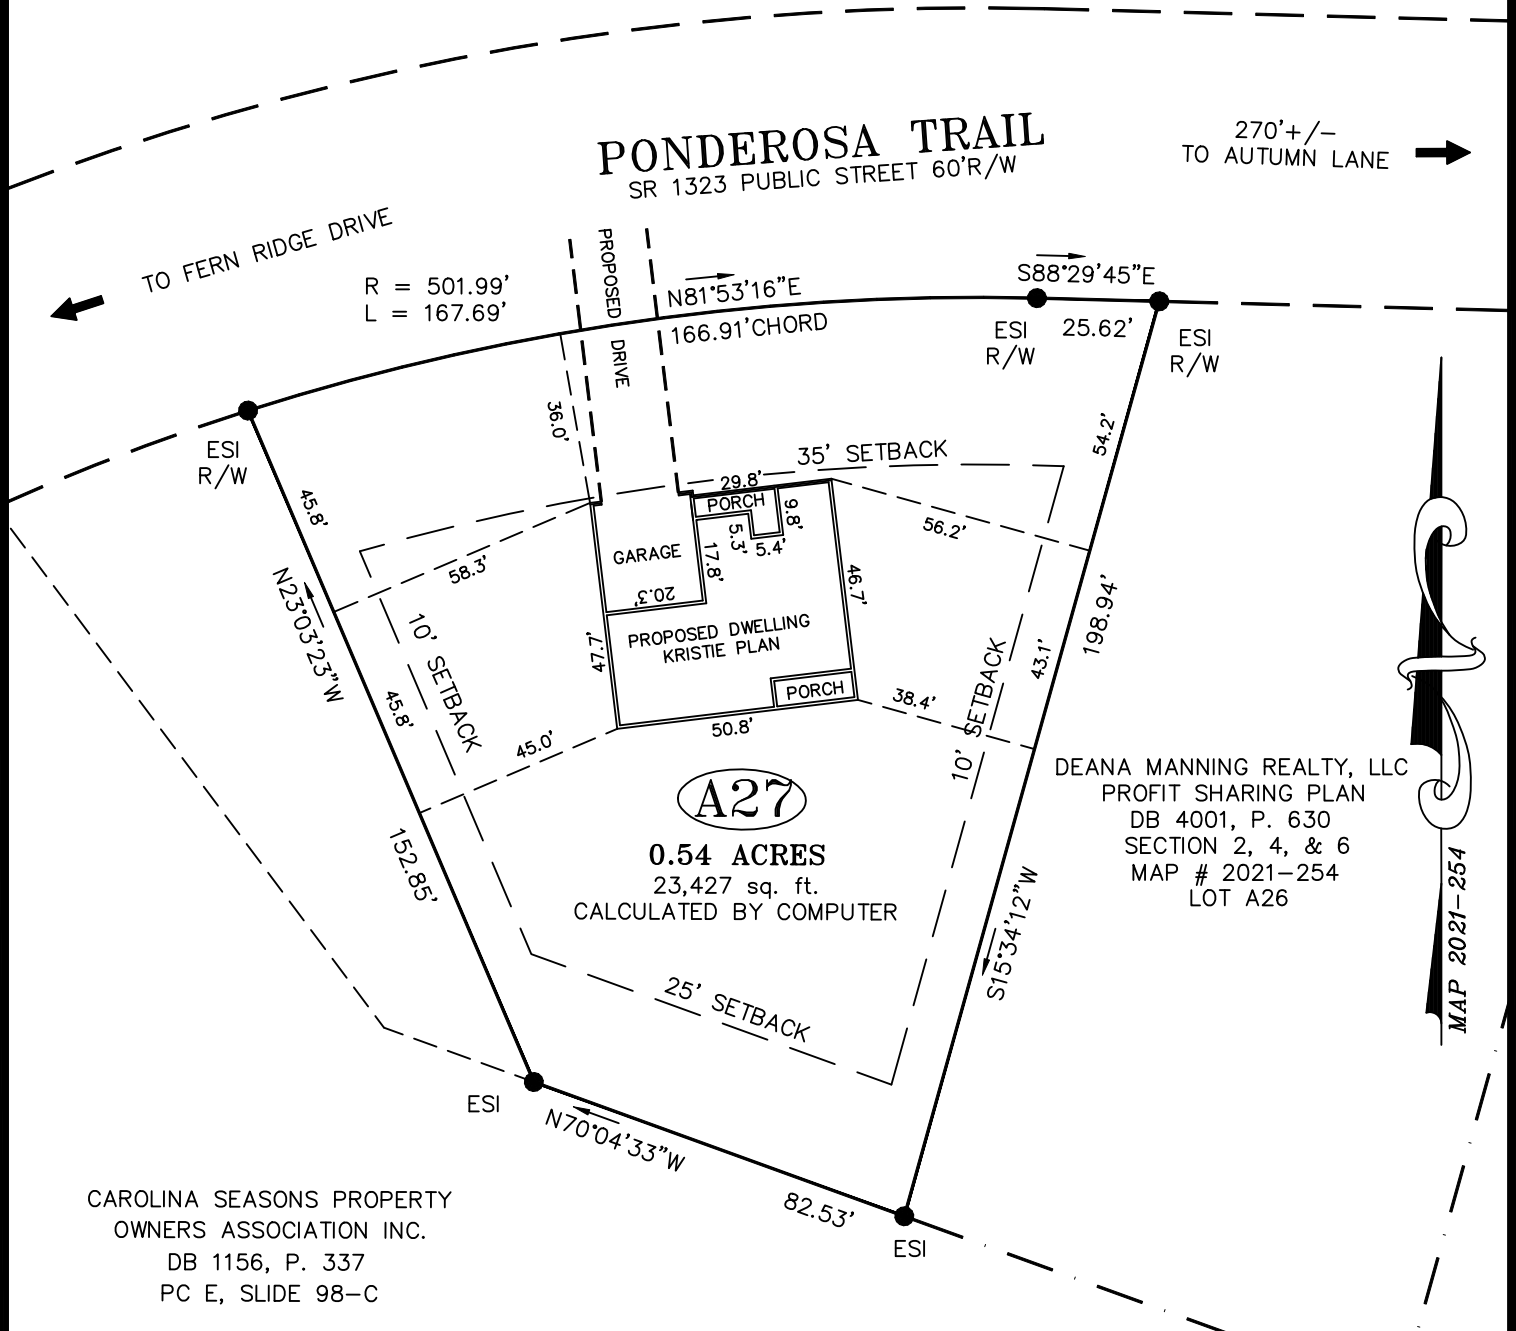 PONDEROSA TRAIL
SR 1323 PUBLIC STREET 60'R/W
270'+/-
TO AUTUMN LANE
TO FERN RIDGE DRIVE
R = 501.99'
L = 167.69'
PROPOSED
DRIVE
N81°53'16"E
166.91'CHORD
S88°29'45"E
25.62'
ESI
R/W
ESI
R/W
ESI
R/W
36.0'
54.2'
45.8'
35' SETBACK
29.8'
PORCH
9.8'
5.3'
5.4'
17.8'
GARAGE
20.3'
58.3'
56.2'
46.7'
47.7'
PROPOSED DWELLING
KRISTIE PLAN
PORCH
50.8'
45.0'
38.4'
43.1'
198.94'
N23°03'23"W
45.8'
10' SETBACK
10' SETBACK
152.85'
A27
0.54 ACRES
23,427 sq. ft.
CALCULATED BY COMPUTER
DEANA MANNING REALTY, LLC
PROFIT SHARING PLAN
DB 4001, P. 630
SECTION 2, 4, & 6
MAP # 2021-254
LOT A26
MAP 2021-254
S15°34'12"W
25' SETBACK
ESI
N70°04'33"W
82.53'
ESI
CAROLINA SEASONS PROPERTY
OWNERS ASSOCIATION INC.
DB 1156, P. 337
PC E, SLIDE 98-C